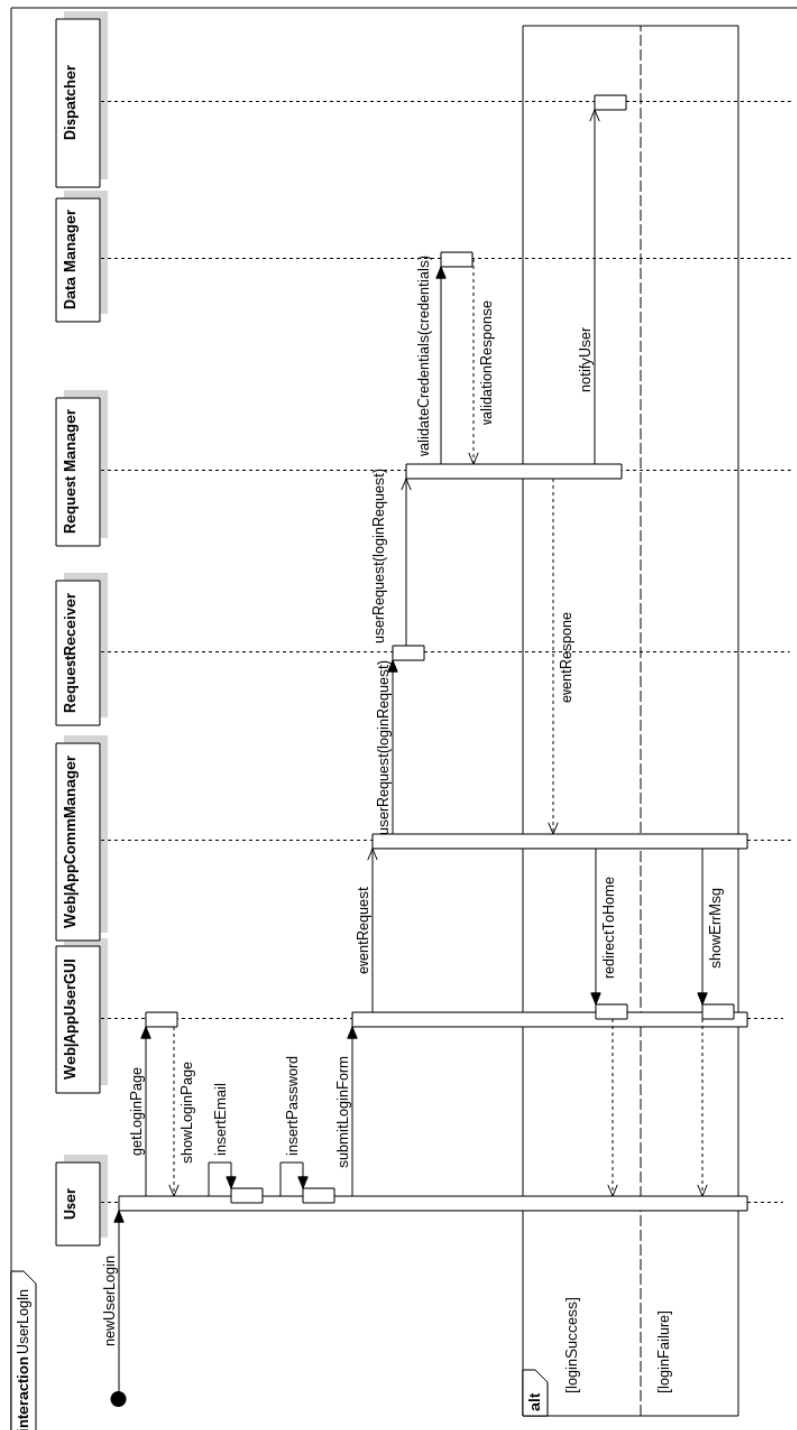 interaction UserLogIn
User
Web|AppUserGUI
Web|AppCommManager
RequestReceiver
Request Manager
Data Manager
Dispatcher
newUserLogin
getLoginPage
showLoginPage
insertEmail
insertPassword
submitLoginForm
eventRequest
userRequest(loginRequest)
userRequest(loginRequest)
validateCredentials(credentials)
validationResponse
alt
[loginSuccess]
eventRespone
notifyUser
redirectToHome
[loginFailure]
showErrMsg